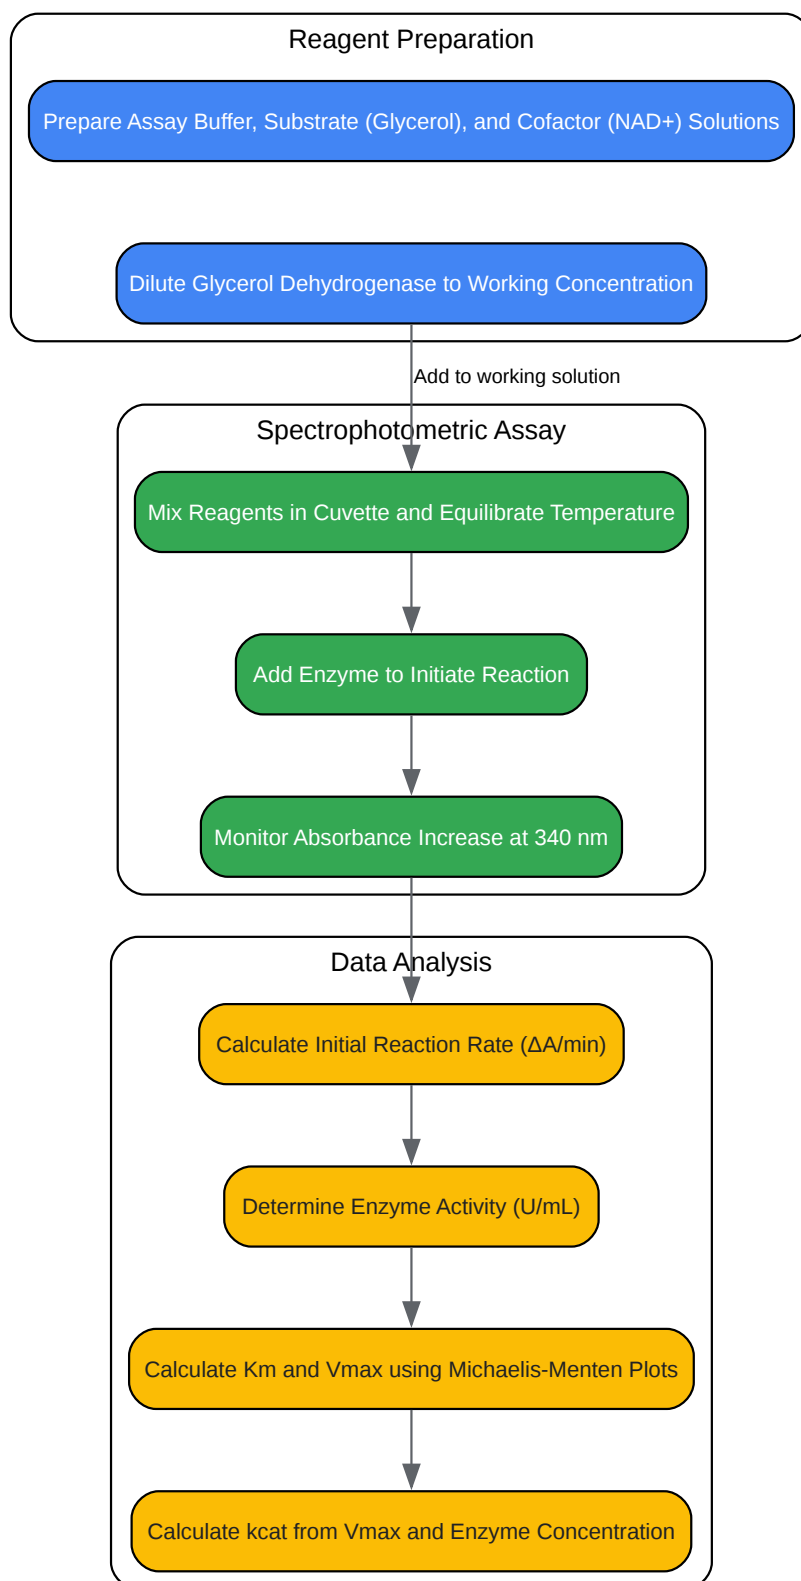 Reagent Preparation
Prepare Assay Buffer, Substrate (Glycerol), and Cofactor (NAD+) Solutions
Dilute Glycerol Dehydrogenase to Working Concentration
Add to working solution
Spectrophotometric Assay
Mix Reagents in Cuvette and Equilibrate Temperature
Add Enzyme to Initiate Reaction
Monitor Absorbance Increase at 340 nm
Data Analysis
Calculate Initial Reaction Rate (ΔA/min)
Determine Enzyme Activity (U/mL)
Calculate Km and Vmax using Michaelis-Menten Plots
Calculate kcat from Vmax and Enzyme Concentration